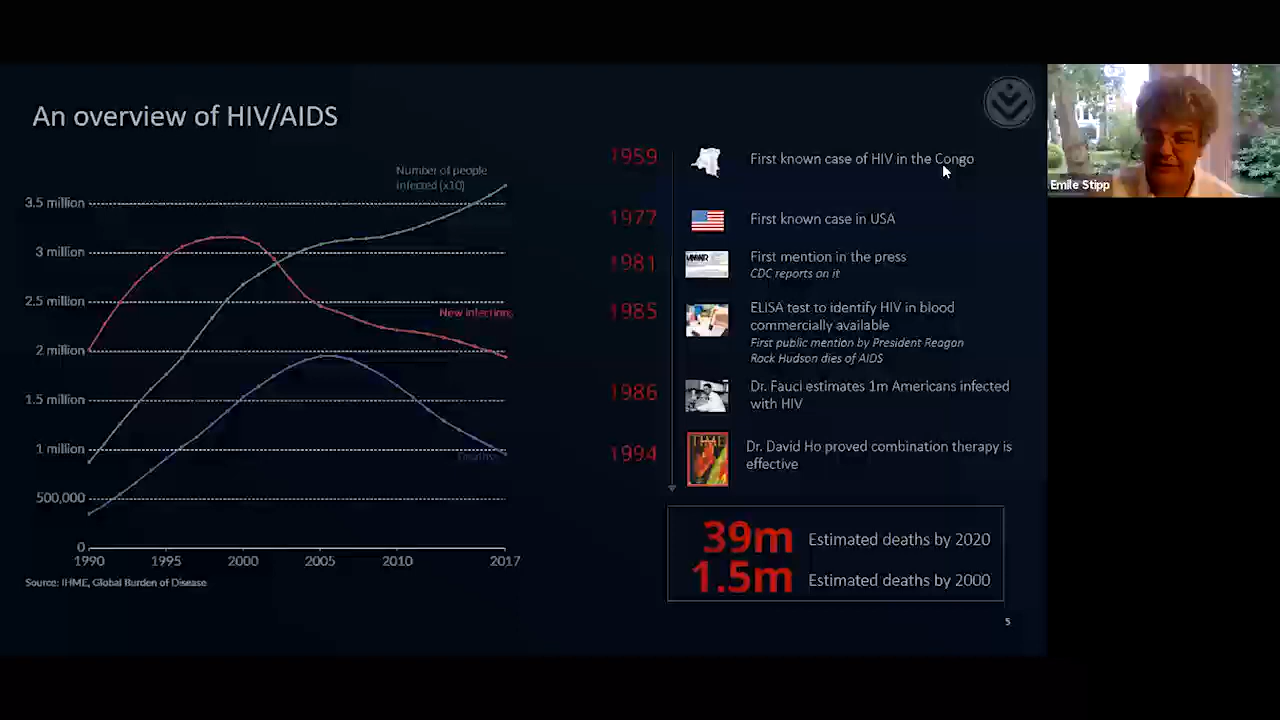 An overview of HIV/AIDS
Number of people
infected (x10)
3.5 million
3 million
2.5 million
2 million
1.5 million
1 million
500,000
0
New infections
Deaths
1990
1995
2000
2005
2010
2017
Source: IHME, Global Burden of Disease
1959
First known case of HIV in the Congo
1977
First known case in USA
1981
First mention in the press
CDC reports on it
1985
ELISA test to identify HIV in blood
commercially available
First public mention by President Reagan
Rock Hudson dies of AIDS
1986
Dr. Fauci estimates 1m Americans infected
with HIV
1994
TIME
Dr. David Ho proved combination therapy is
effective
39m Estimated deaths by 2020
1.5m Estimated deaths by 2000
5
Emile Stipp